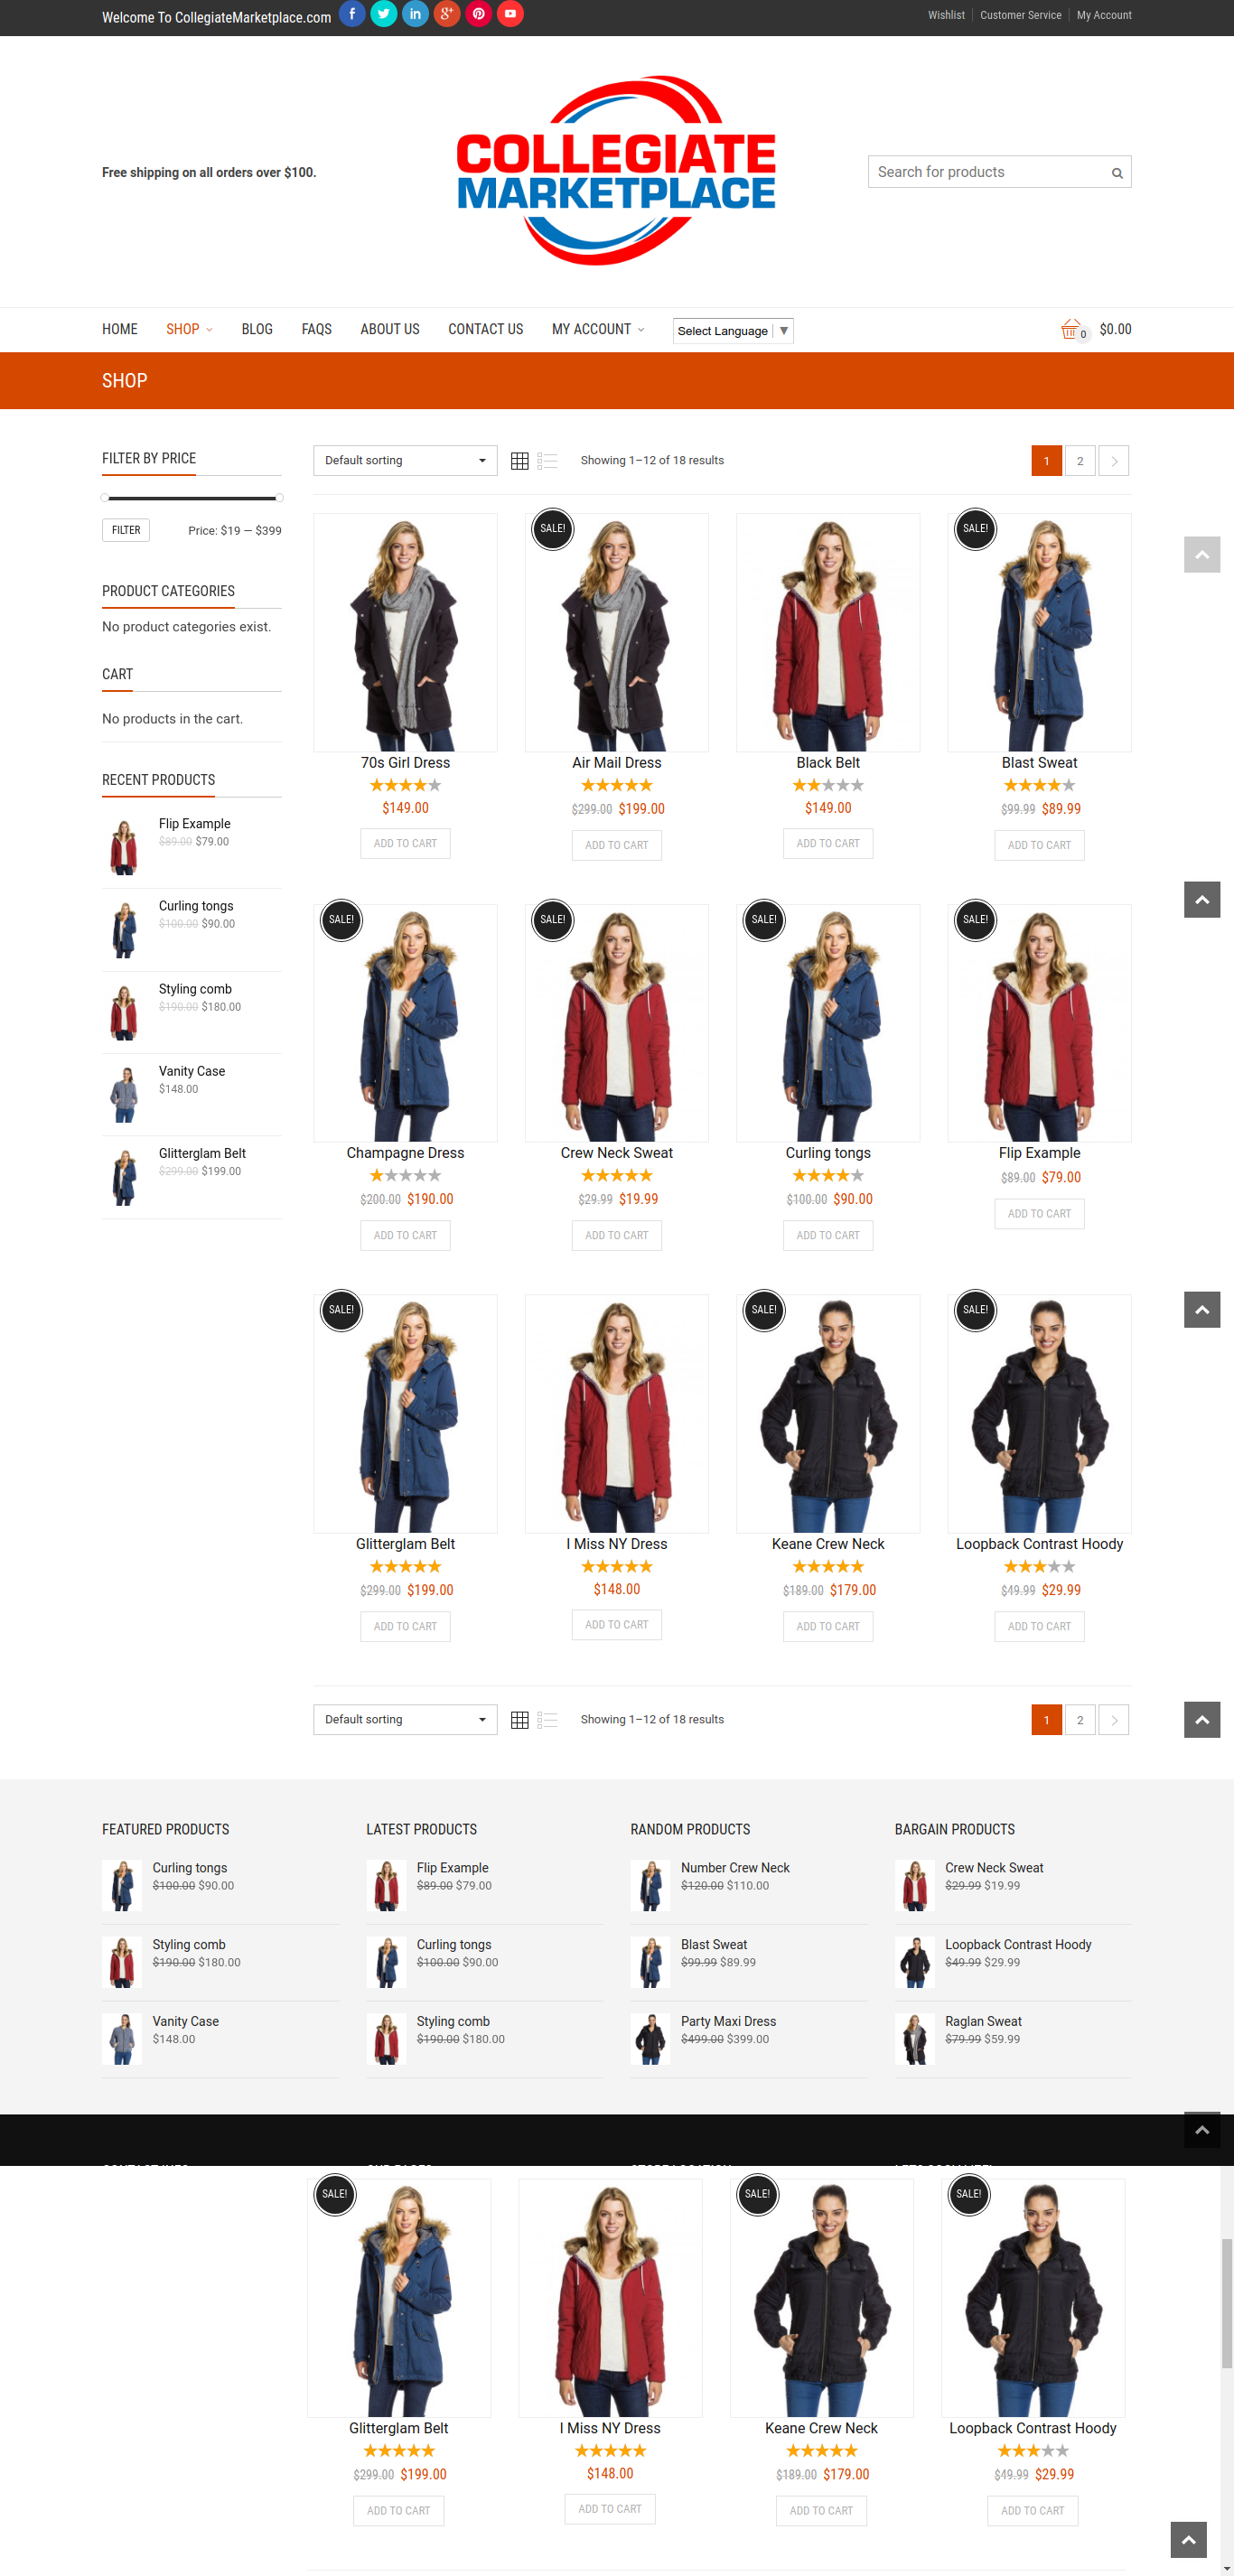 Welcome To CollegiateMarketplace.com
Wishlist Customer Service My Account
Free shipping on all orders over $100.
COLLEGIATE
MARKETPLACE
Search for products
HOME SHOP BLOG FAQS ABOUT US CONTACT US MY ACCOUNT Select Language ▼ 0 $0.00
SHOP
FILTER BY PRICE
FILTER Price: $19 — $399
PRODUCT CATEGORIES
No product categories exist.
CART
No products in the cart.
RECENT PRODUCTS
Flip Example
$89.00 $79.00
Curling tongs
$100.00 $90.00
Styling comb
$190.00 $180.00
Vanity Case
$148.00
Glitterglam Belt
$299.00 $199.00
Default sorting Showing 1–12 of 18 results 1 2
SALE! SALE!
70s Girl Dress Air Mail Dress Black Belt Blast Sweat
$149.00 $299.00 $199.00 $149.00 $99.99 $89.99
ADD TO CART ADD TO CART ADD TO CART ADD TO CART
SALE! SALE! SALE! SALE!
Champagne Dress Crew Neck Sweat Curling tongs Flip Example
$200.00 $190.00 $29.99 $19.99 $100.00 $90.00 $89.00 $79.00
ADD TO CART ADD TO CART ADD TO CART ADD TO CART
SALE! SALE! SALE!
Glitterglam Belt I Miss NY Dress Keane Crew Neck Loopback Contrast Hoody
$299.00 $199.00 $148.00 $189.00 $179.00 $49.99 $29.99
ADD TO CART ADD TO CART ADD TO CART ADD TO CART
Default sorting Showing 1–12 of 18 results 1 2
FEATURED PRODUCTS
Curling tongs
$100.00 $90.00
Styling comb
$190.00 $180.00
Vanity Case
$148.00
LATEST PRODUCTS
Flip Example
$89.00 $79.00
Curling tongs
$100.00 $90.00
Styling comb
$190.00 $180.00
RANDOM PRODUCTS
Number Crew Neck
$120.00 $110.00
Blast Sweat
$99.99 $89.99
Party Maxi Dress
$499.00 $399.00
BARGAIN PRODUCTS
Crew Neck Sweat
$29.99 $19.99
Loopback Contrast Hoody
$49.99 $29.99
Raglan Sweat
$79.99 $59.99
SALE! SALE! SALE!
Glitterglam Belt I Miss NY Dress Keane Crew Neck Loopback Contrast Hoody
$299.00 $199.00 $148.00 $189.00 $179.00 $49.99 $29.99
ADD TO CART ADD TO CART ADD TO CART ADD TO CART